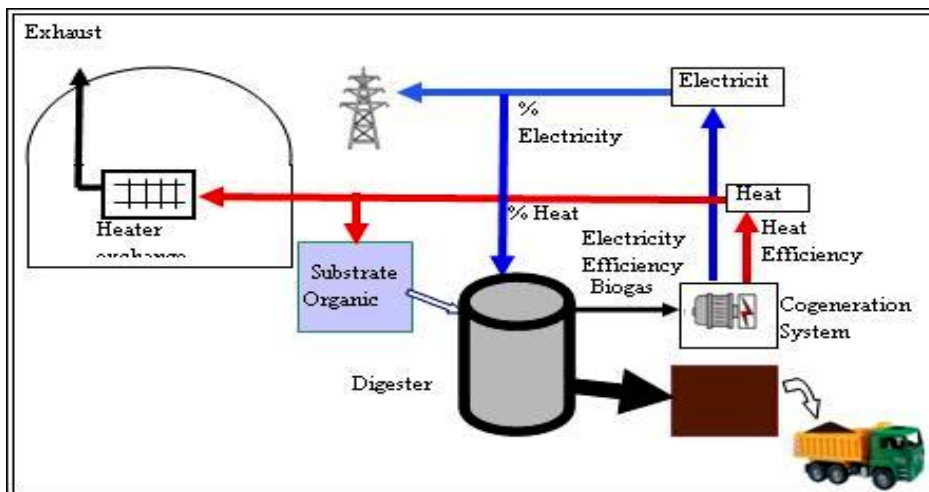 Exhaust
Electricit
%
Electricity
Heat
% Heat
Heater
Electricity
Efficiency
Biogas
Heat
Efficiency
Substrate
Organic
Cogeneration
System
Digester